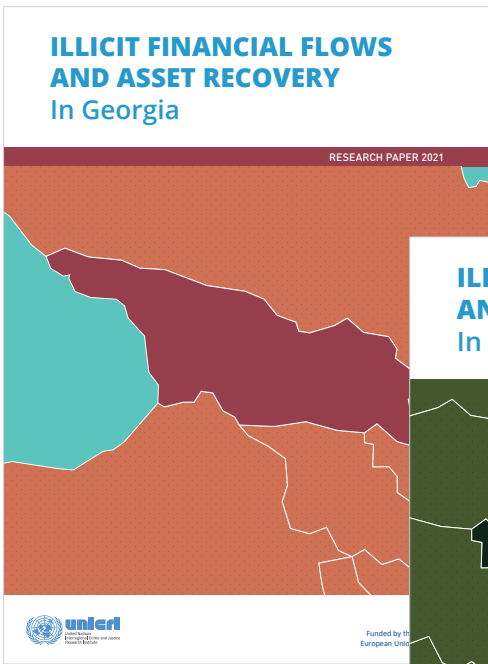 ILLICIT FINANCIAL FLOWS
AND ASSET RECOVERY
In Georgia
RESEARCH PAPER 2021
ILL
AN
In
unicri
United Nations
Interregional Crime and Justice
Research Institute
Funded by th
European Unio